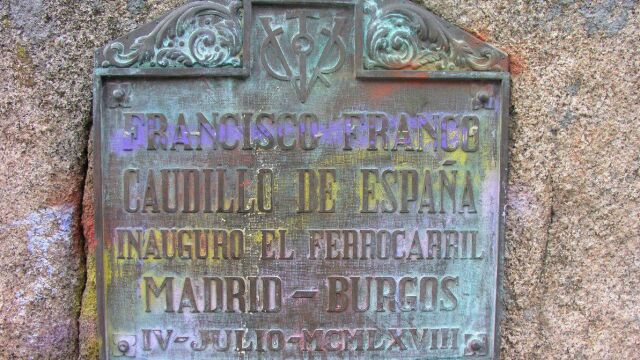 FRANCISCO FRANCO
CAUDILLO DE ESPAÑA
INAUGURO EL FERROCARRIL
MADRID-BURGOS
IV-JULIO-MCMLXVIII